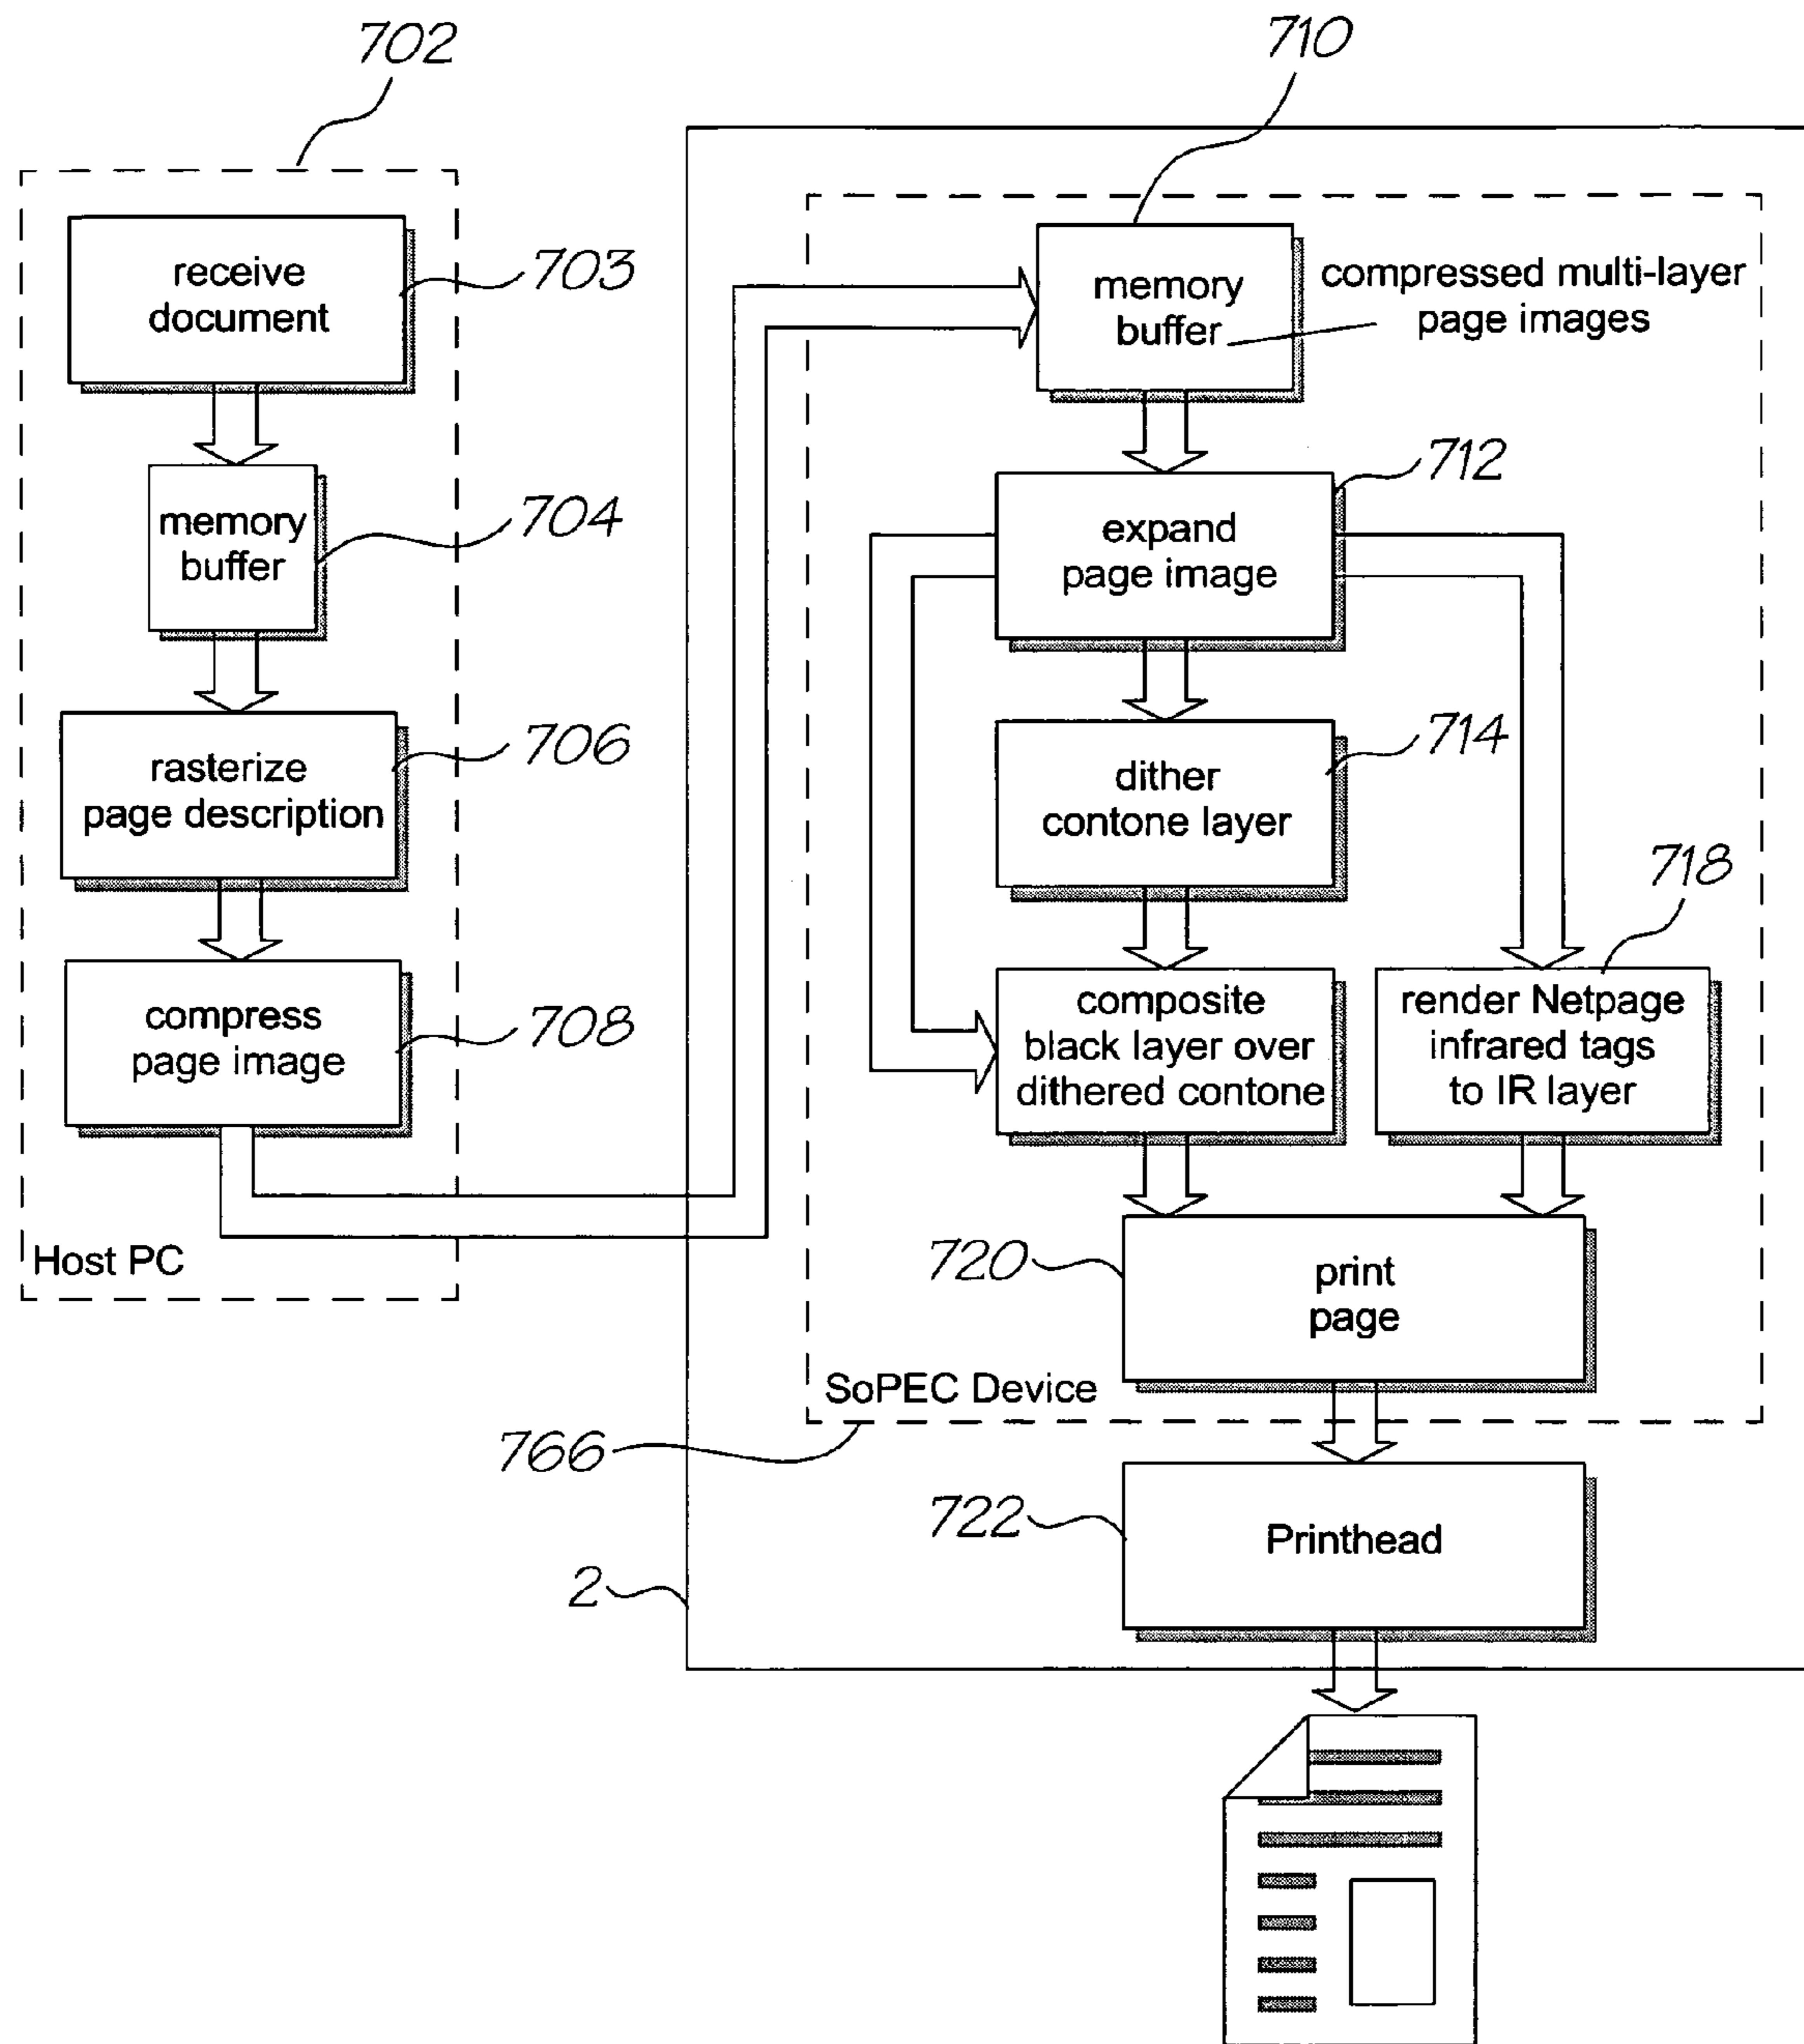 702
710
receive
document
703
memory
buffer
compressed multi-layer
page images
712
expand
page image
memory
buffer
704
rasterize
page description
706
dither
contone layer
714
718
compress
page image
708
composite
black layer over
dithered contone
render Netpage
infrared tags
to IR layer
Host PC
720
print
page
SoPEC Device
766
722
Printhead
2